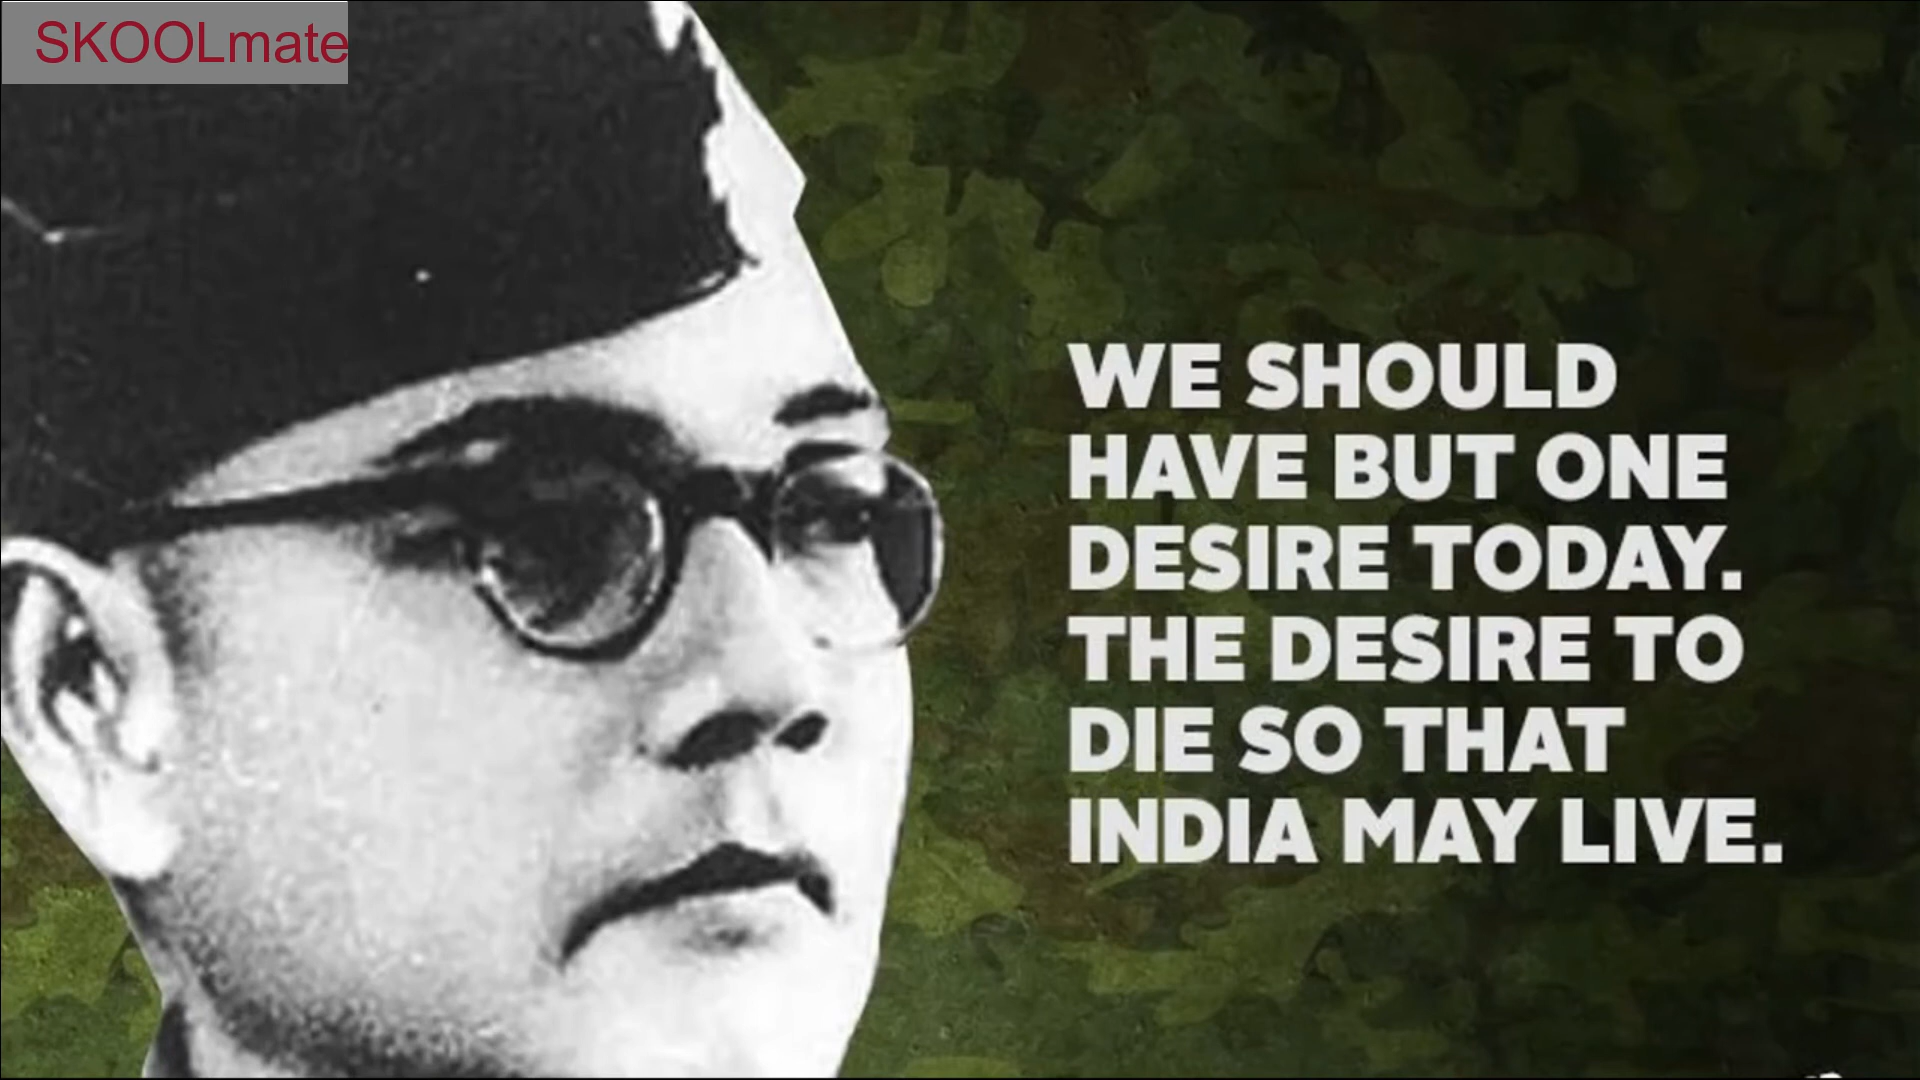 SKOOLmate
WE SHOULD
HAVE BUT ONE
DESIRE TODAY.
THE DESIRE TO
DIE SO THAT
INDIA MAY LIVE.